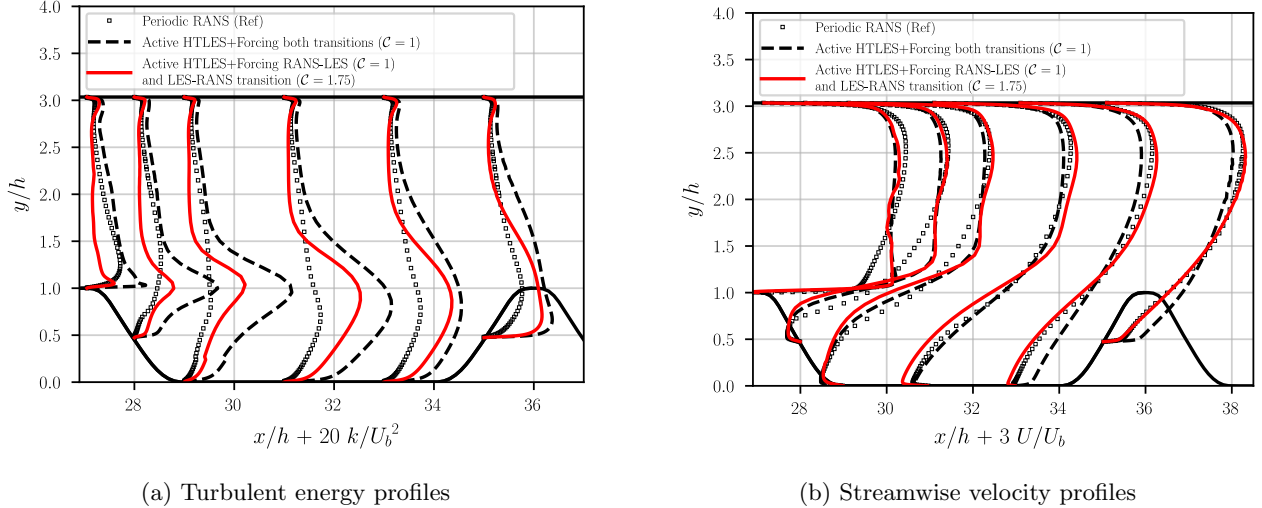 Periodic RANS (Ref)
Active HTLES+Forcing both transitions (𝒞 = 1)
Active HTLES+Forcing RANS-LES (𝒞 = 1)
and LES-RANS transition (𝒞 = 1.75)
4.0
3.5
3.0
2.5
2.0
1.5
1.0
0.5
0.0
y/h
28
30
32
34
36
x/h + 20 k/U_b²
(a) Turbulent energy profiles
Periodic RANS (Ref)
Active HTLES+Forcing both transitions (𝒞 = 1)
Active HTLES+Forcing RANS-LES (𝒞 = 1)
and LES-RANS transition (𝒞 = 1.75)
4.0
3.5
3.0
2.5
2.0
1.5
1.0
0.5
0.0
y/h
28
30
32
34
36
38
x/h + 3 U/U_b
(b) Streamwise velocity profiles